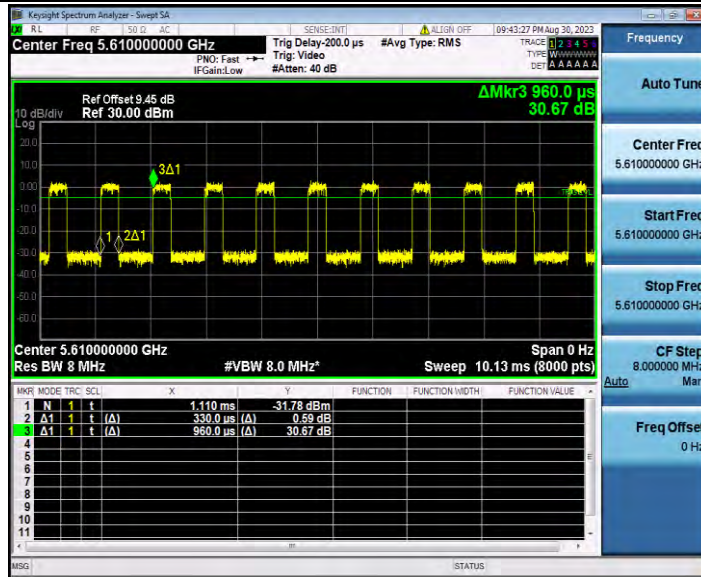 Keysight Spectrum Analyzer - Swept SA
RL RF 50 Ω AC SENSE:INT ALIGN OFF 09:43:27 PM Aug 30, 2023
Center Freq 5.610000000 GHz
Trig Delay-200.0 µs #Avg Type: RMS
TRACE 1 2 3 4 5 6
PNO: Fast Trig: Video
TYPE W
IFGain:Low #Atten: 40 dB
DET A A A A A A
ΔMkr3 960.0 µs
30.67 dB
Ref Offset 9.45 dB
10 dB/div Ref 30.00 dBm
Log
20.0
10.0
0.00
-10.0
-20.0
-30.0
-40.0
-50.0
-60.0
3Δ1
1
2Δ1
Center 5.610000000 GHz Span 0 Hz
Res BW 8 MHz #VBW 8.0 MHz* Sweep 10.13 ms (8000 pts)
MKR MODE TRC SCL X Y FUNCTION FUNCTION WIDTH FUNCTION VALUE
1 N 1 t 1.110 ms -31.78 dBm
2 Δ1 1 t (Δ) 330.0 µs (Δ) 0.59 dB
3 Δ1 1 t (Δ) 960.0 µs (Δ) 30.67 dB
4
5
6
7
8
9
10
11
MSG STATUS
Frequency
Auto Tune
Center Freq
5.610000000 GHz
Start Freq
5.610000000 GHz
Stop Freq
5.610000000 GHz
CF Step
8.000000 MHz
Auto Man
Freq Offset
0 Hz